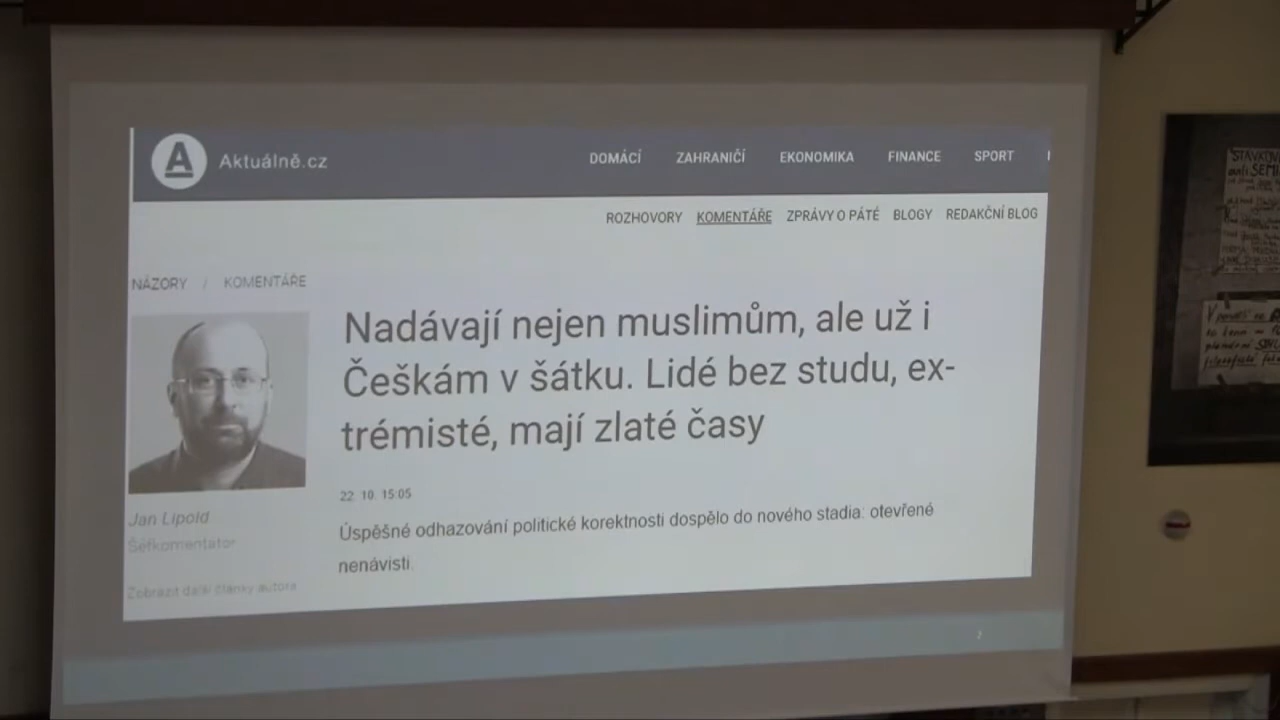 Aktuálně.cz
DOMÁCÍ ZAHRANIČÍ EKONOMIKA FINANCE SPORT
ROZHOVORY KOMENTÁŘE ZPRÁVY O PÁTÉ BLOGY REDAKČNÍ BLOG
NÁZORY / KOMENTÁŘE
Nadávají nejen muslimům, ale už i
Češkám v šátku. Lidé bez studu, ex-
trémisté, mají zlaté časy
22. 10. 15:05
Úspěšné odhazování politické korektnosti dospělo do nového stadia: otevřené
nenávisti.
Jan Lipold
Šéfkomentátor
Zobrazit další články autora
7